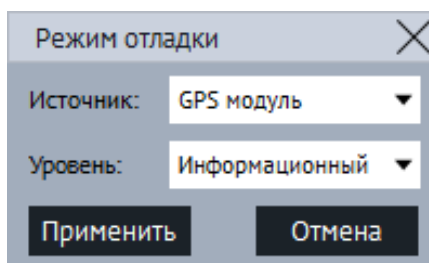 Режим отладки
Источник: GPS модуль
Уровень: Информационный
Применить Отмена